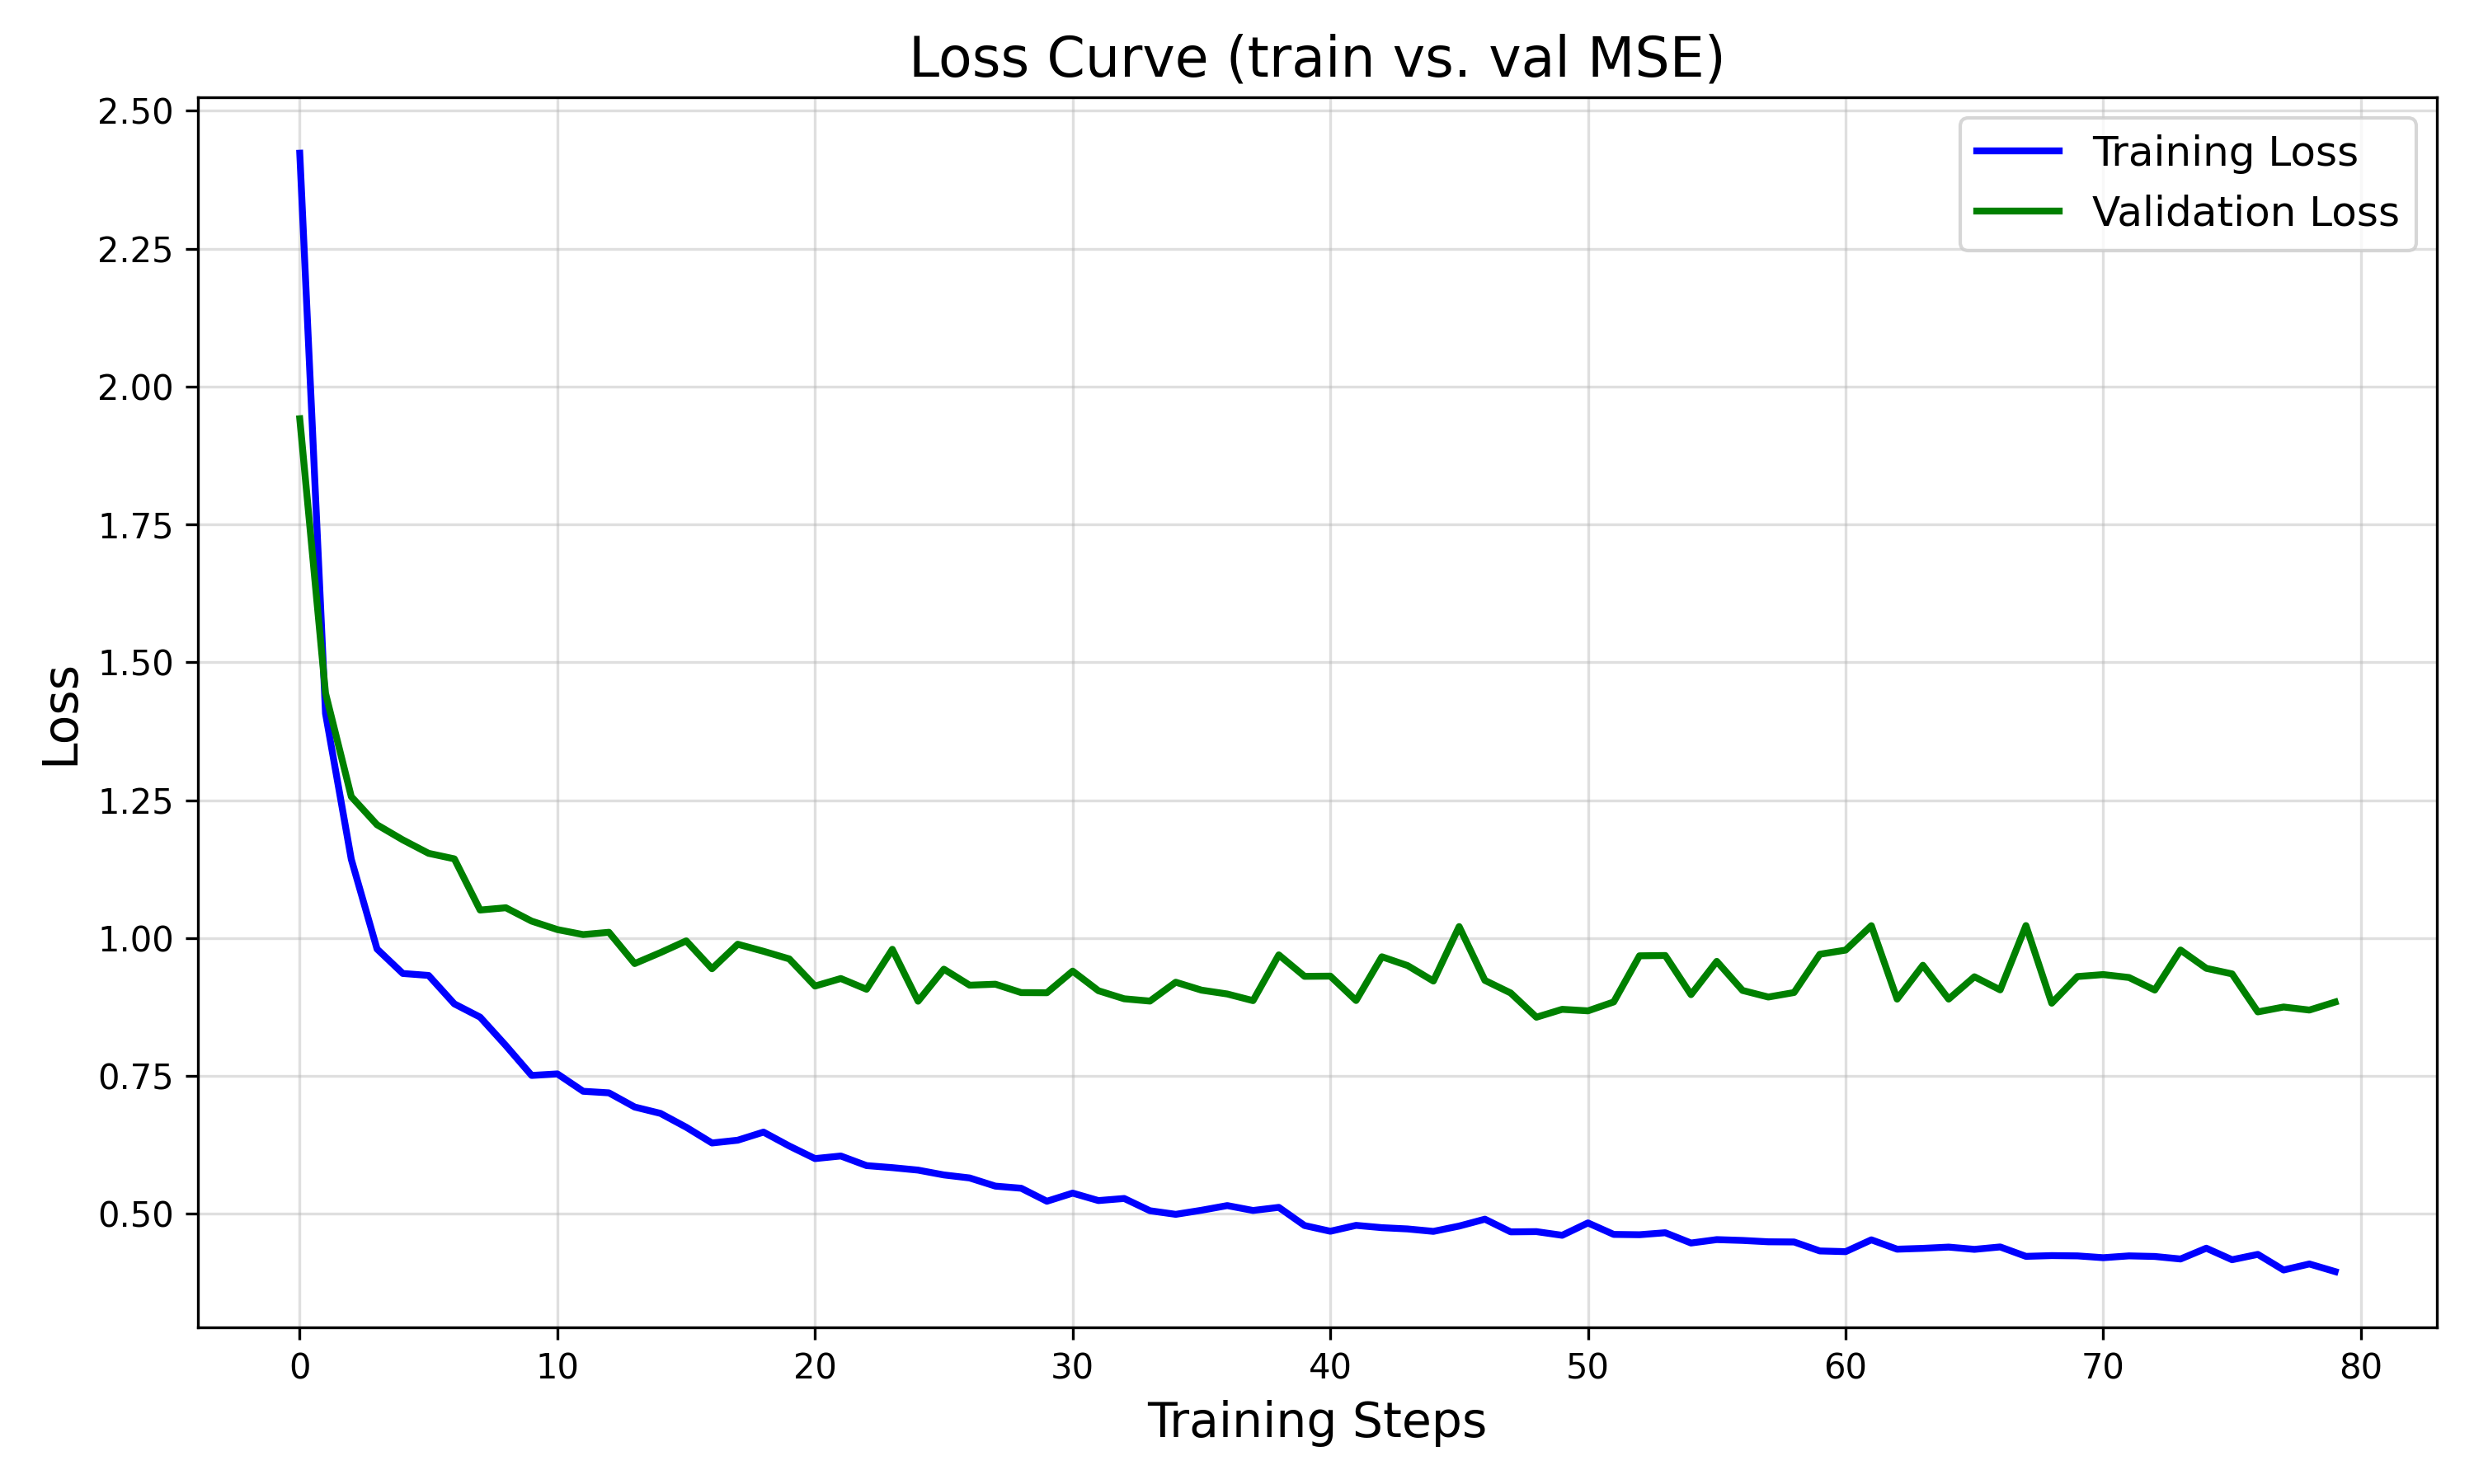 Loss Curve (train vs. val MSE)
Training Loss
Validation Loss
2.50
2.25
2.00
1.75
1.50
1.25
1.00
0.75
0.50
Loss
0 10 20 30 40 50 60 70 80
Training Steps